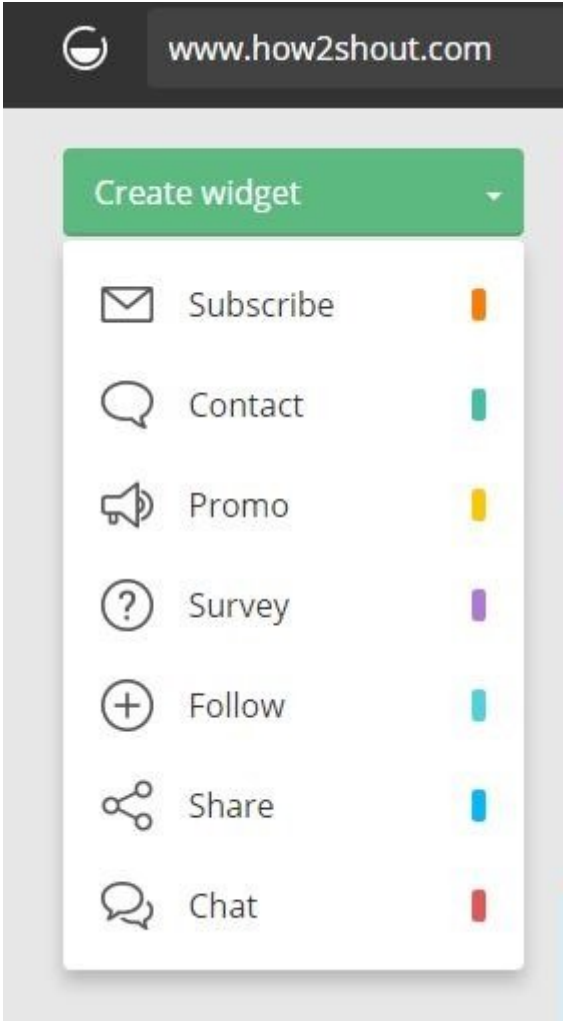 www.how2shout.com
Create widget
Subscribe
Contact
Promo
Survey
Follow
Share
Chat